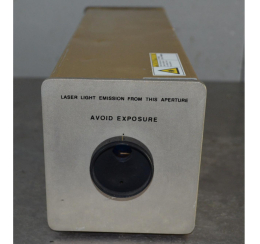 LASER LIGHT EMISSION FROM THIS APERTURE
AVOID EXPOSURE